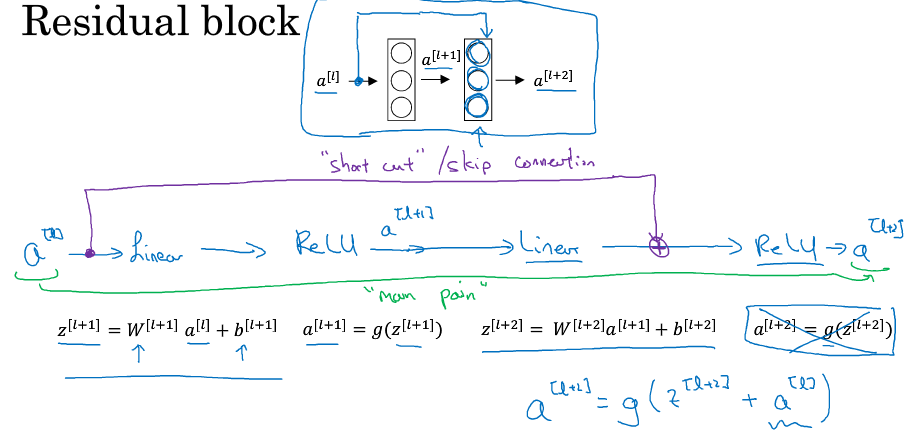 Residual block
a^[l] a^[l+1] a^[l+2]
"short cut" / skip connection
a^[l] → Linear → ReLU a^[l+1] → Linear → ReLU → a^[l+2]
"main path"
z^[l+1] = W^[l+1] a^[l] + b^[l+1] a^[l+1] = g(z^[l+1]) z^[l+2] = W^[l+2]a^[l+1] + b^[l+2] a^[l+2] = g(z^[l+2])
a^[l+2] = g(z^[l+2] + a^[l])